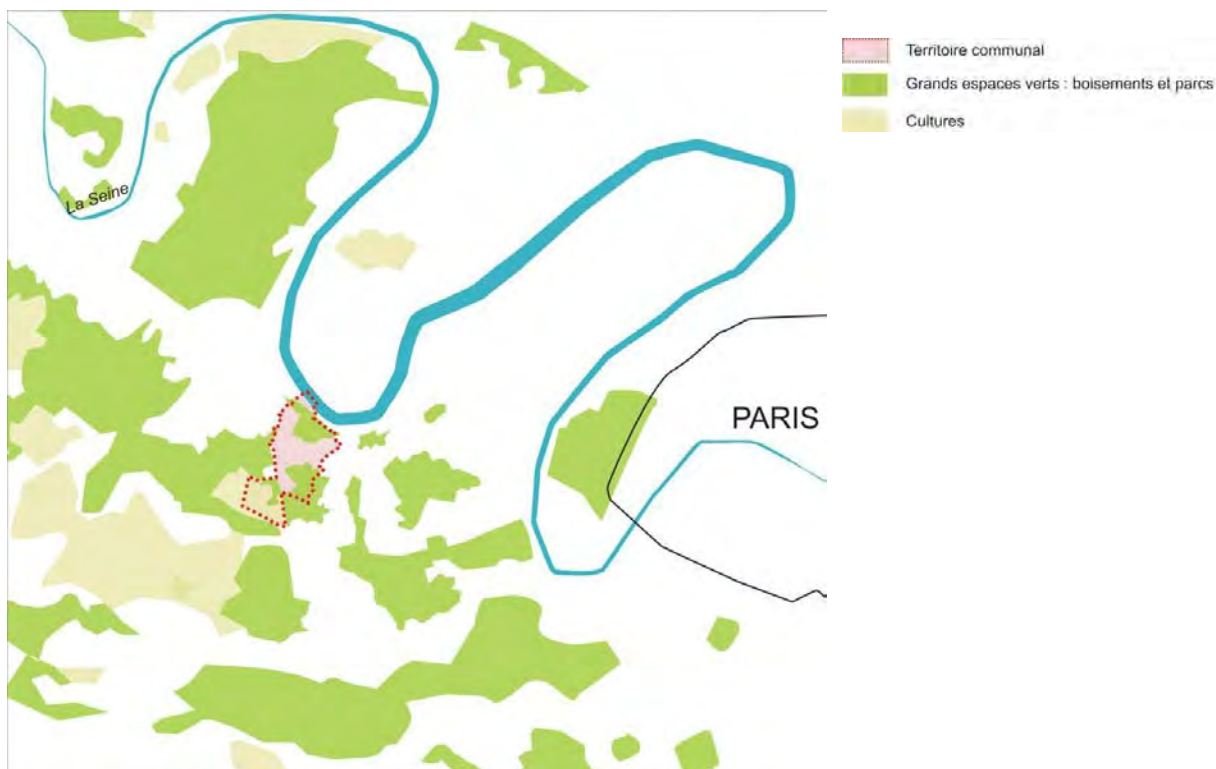 Territoire communal
Grands espaces verts : boisements et parcs
Cultures
La Seine
PARIS